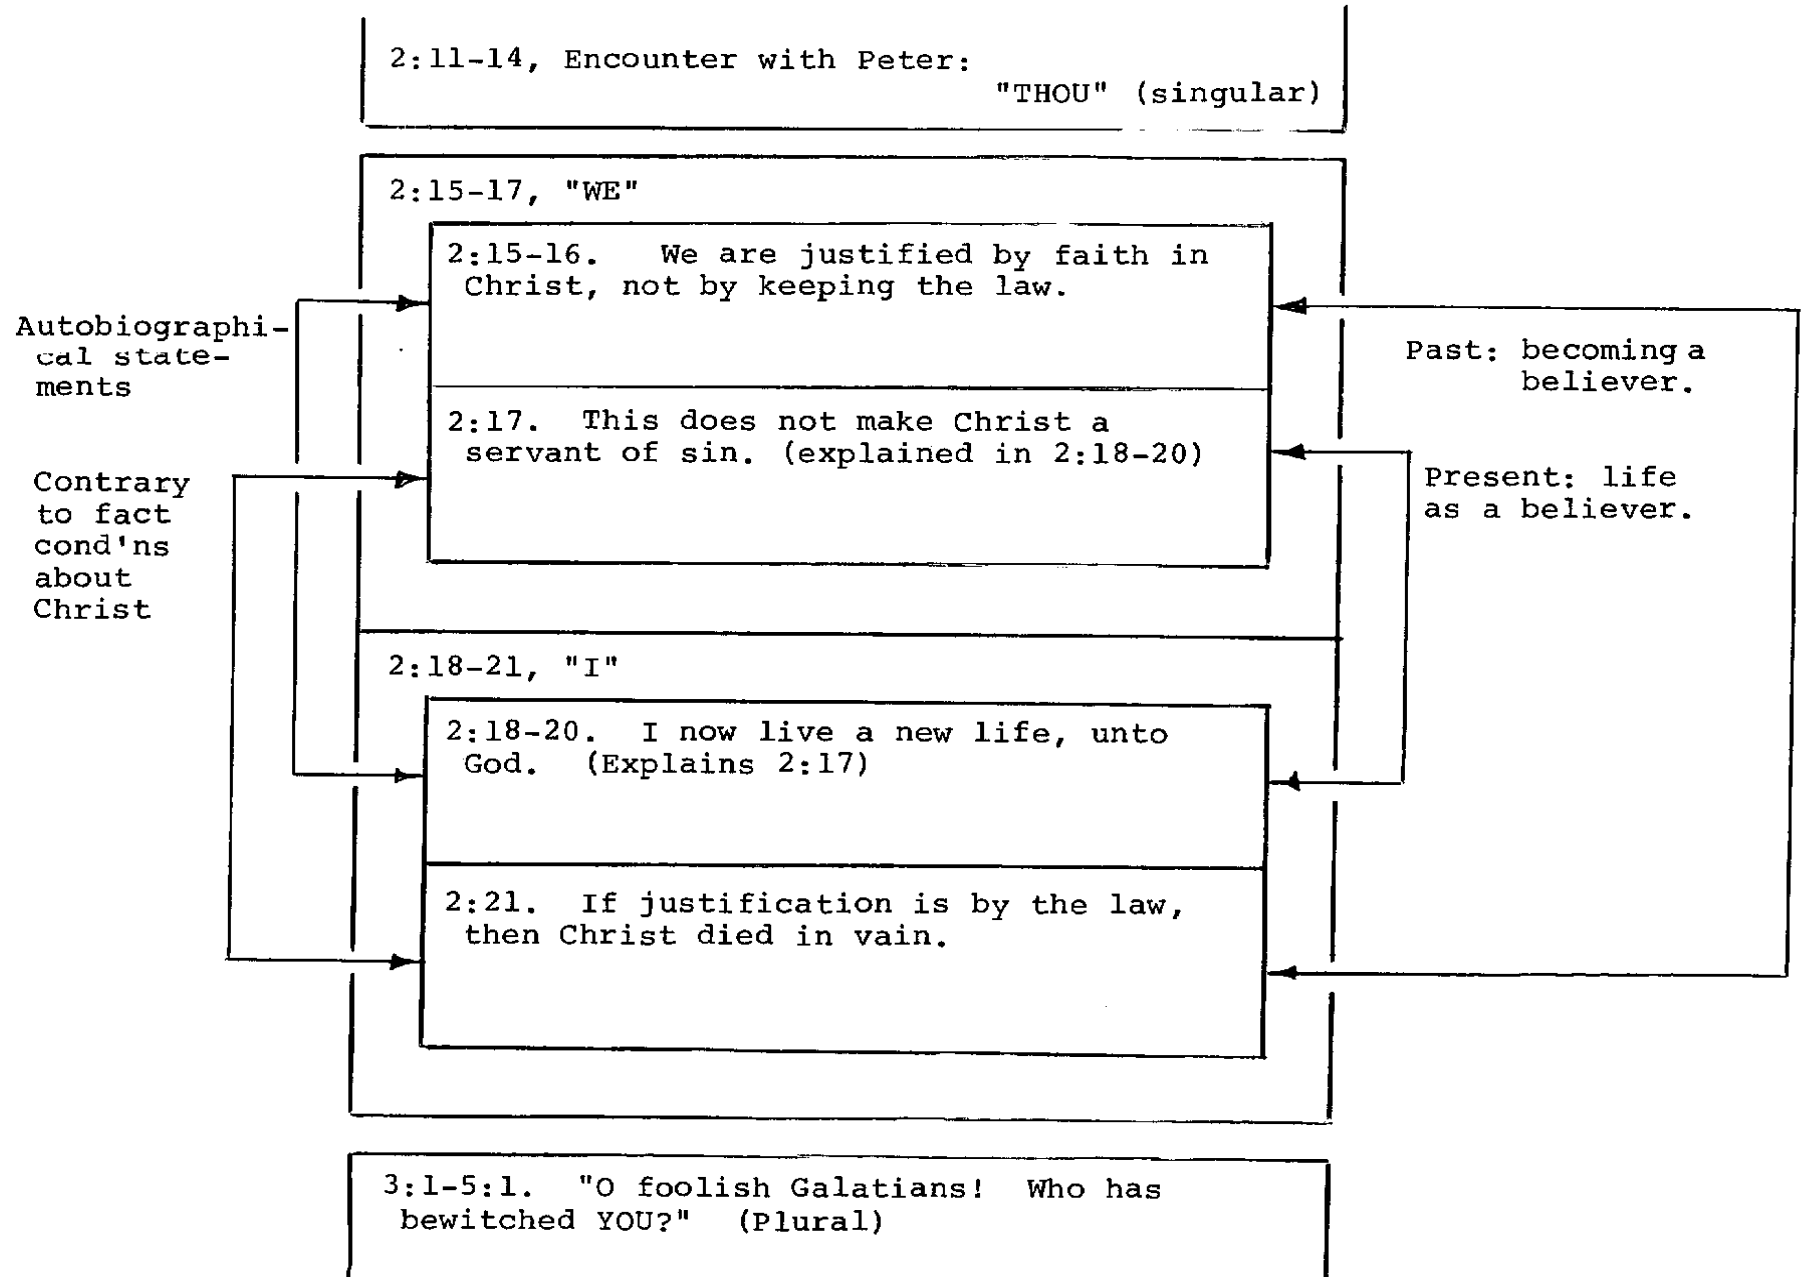 2:11-14, Encounter with Peter:
"THOU" (singular)
2:15-17, "WE"
2:15-16. We are justified by faith in
Christ, not by keeping the law.
Autobiographi-
cal state-
ments
Past: becoming a
believer.
2:17. This does not make Christ a
servant of sin. (explained in 2:18-20)
Contrary
to fact
cond'ns
about
Christ
Present: life
as a believer.
2:18-21, "I"
2:18-20. I now live a new life, unto
God. (Explains 2:17)
2:21. If justification is by the law,
then Christ died in vain.
3:1-5:1. "O foolish Galatians! Who has
bewitched YOU?" (Plural)